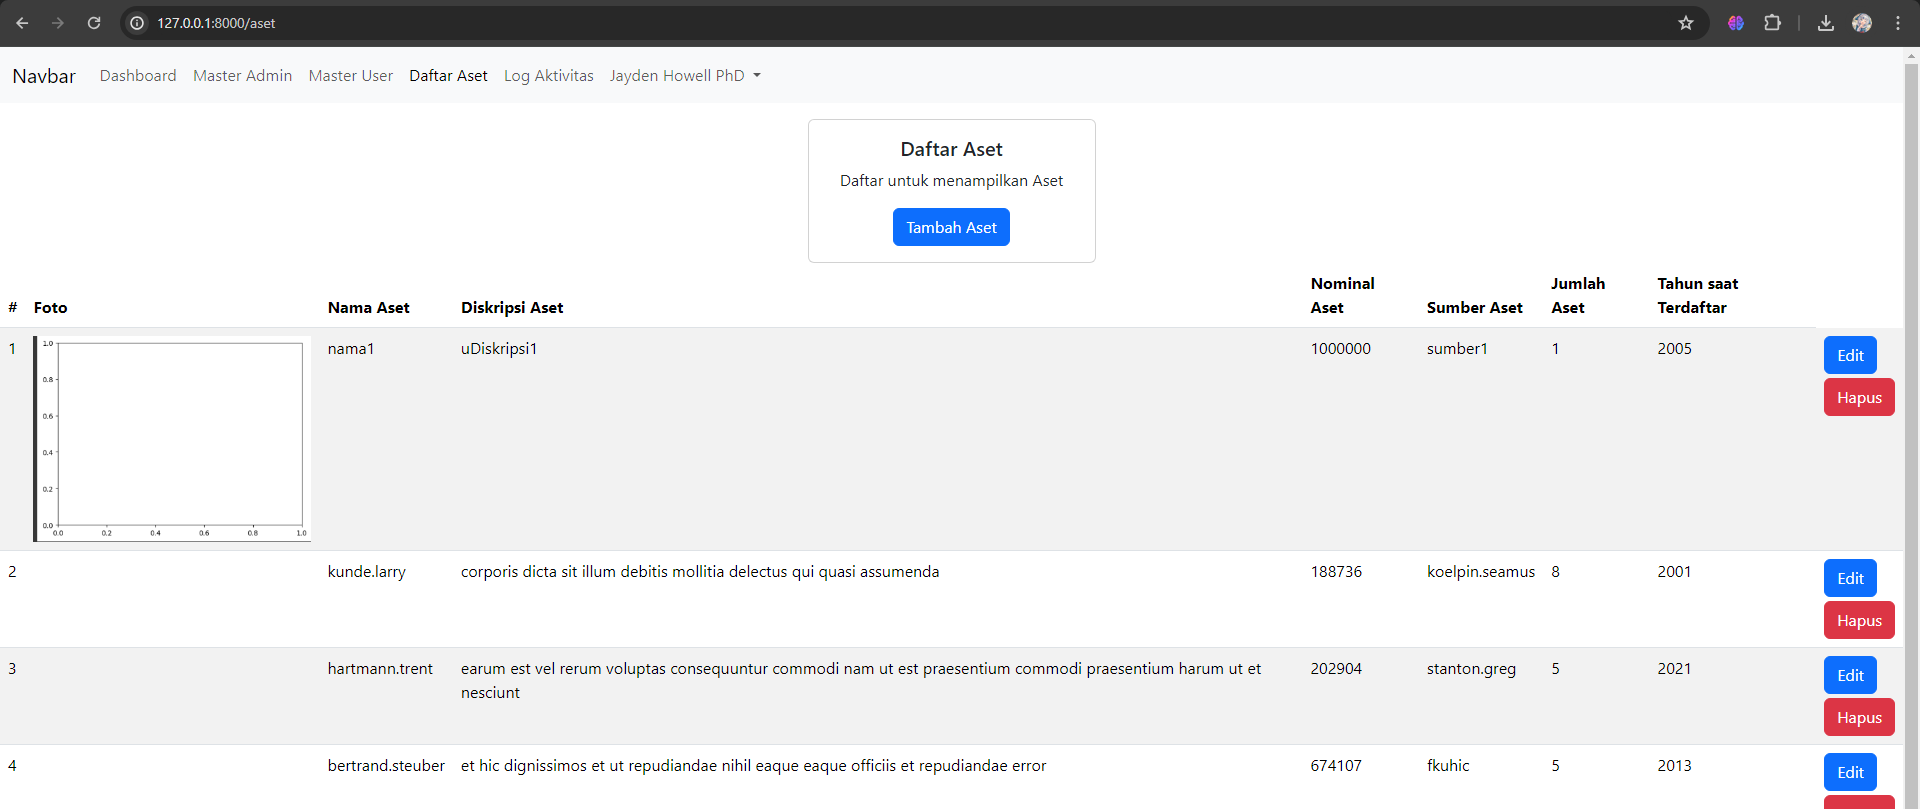 127.0.0.1:8000/aset
Navbar Dashboard Master Admin Master User Daftar Aset Log Aktivitas Jayden Howell PhD
Daftar Aset
Daftar untuk menampilkan Aset
Tambah Aset
# Foto Nama Aset Diskripsi Aset Nominal Aset Sumber Aset Jumlah Aset Tahun saat Terdaftar
1 nama1 uDiskripsi1 1000000 sumber1 1 2005 Edit
Hapus
1.0
0.8
0.6
0.4
0.2
0.0
0.0 0.2 0.4 0.6 0.8 1.0
2 kunde.larry corporis dicta sit illum debitis mollitia delectus qui quasi assumenda 188736 koelpin.seamus 8 2001 Edit
Hapus
3 hartmann.trent earum est vel rerum voluptas consequuntur commodi nam ut est praesentium commodi praesentium harum ut et 202904 stanton.greg 5 2021 Edit
nesciunt
Hapus
4 bertrand.steuber et hic dignissimos et ut repudiandae nihil eaque eaque officiis et repudiandae error 674107 fkuhic 5 2013 Edit